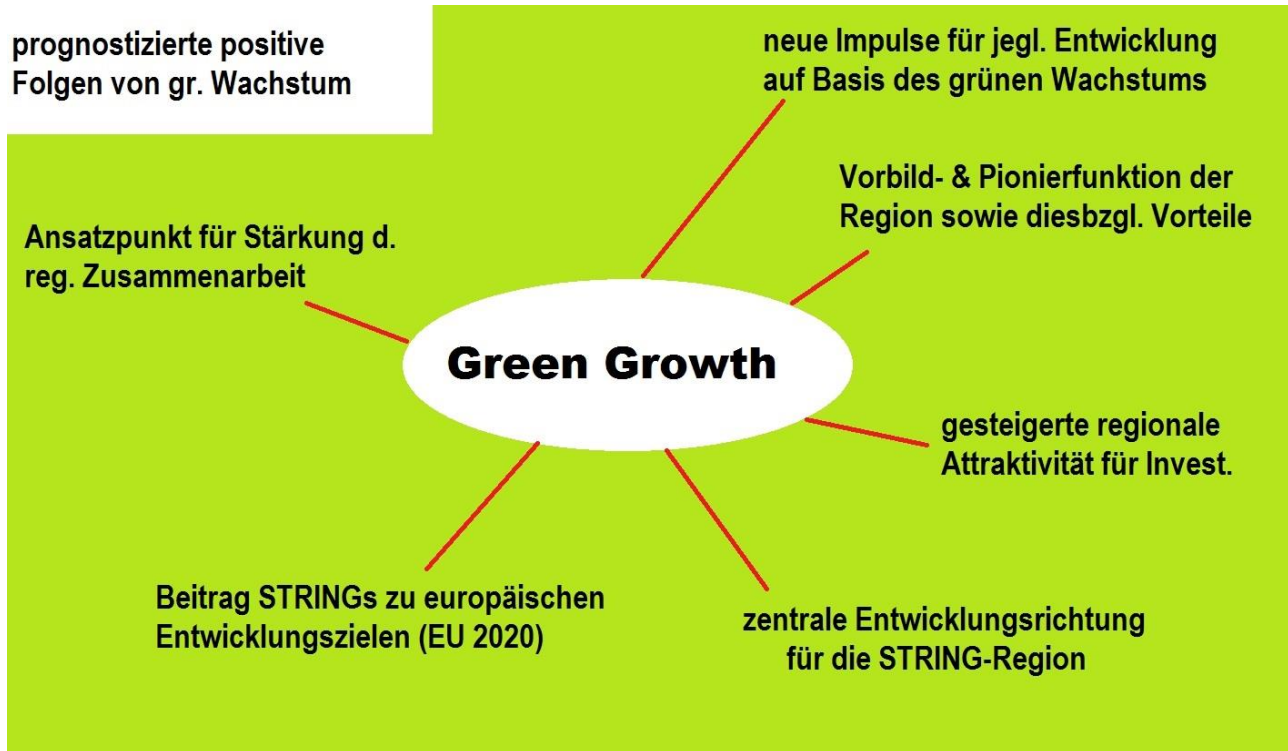 prognostizierte positive
Folgen von gr. Wachstum
neue Impulse für jegl. Entwicklung
auf Basis des grünen Wachstums
Vorbild- & Pionierfunktion der
Region sowie diesbzgl. Vorteile
Ansatzpunkt für Stärkung d.
reg. Zusammenarbeit
Green Growth
gesteigerte regionale
Attraktivität für Invest.
Beitrag STRINGs zu europäischen
Entwicklungszielen (EU 2020)
zentrale Entwicklungsrichtung
für die STRING-Region